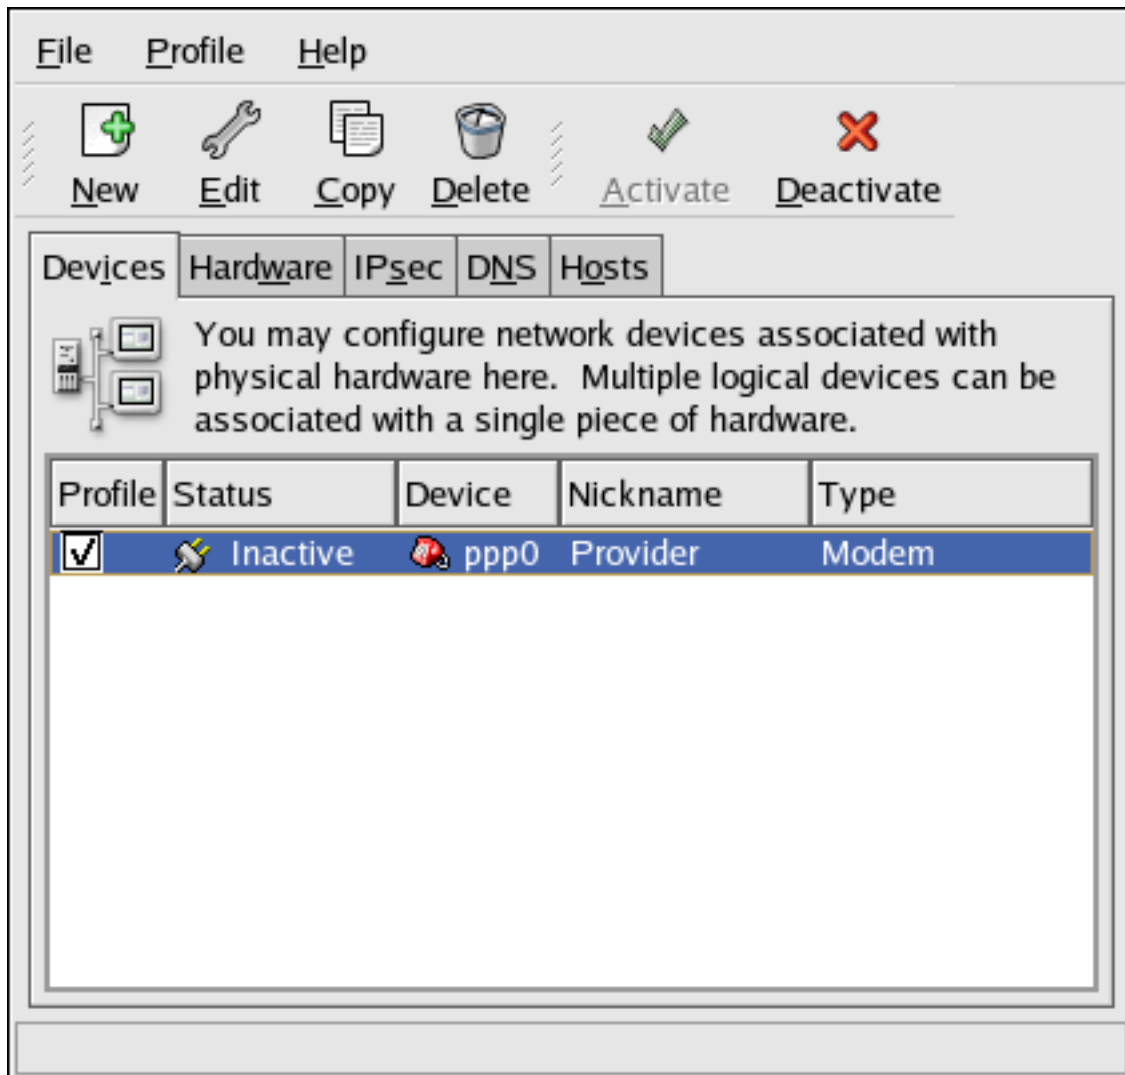 File Profile Help
New Edit Copy Delete Activate Deactivate
Devices Hardware IPsec DNS Hosts
You may configure network devices associated with
physical hardware here.  Multiple logical devices can be
associated with a single piece of hardware.
Profile Status Device Nickname Type
Inactive ppp0 Provider Modem